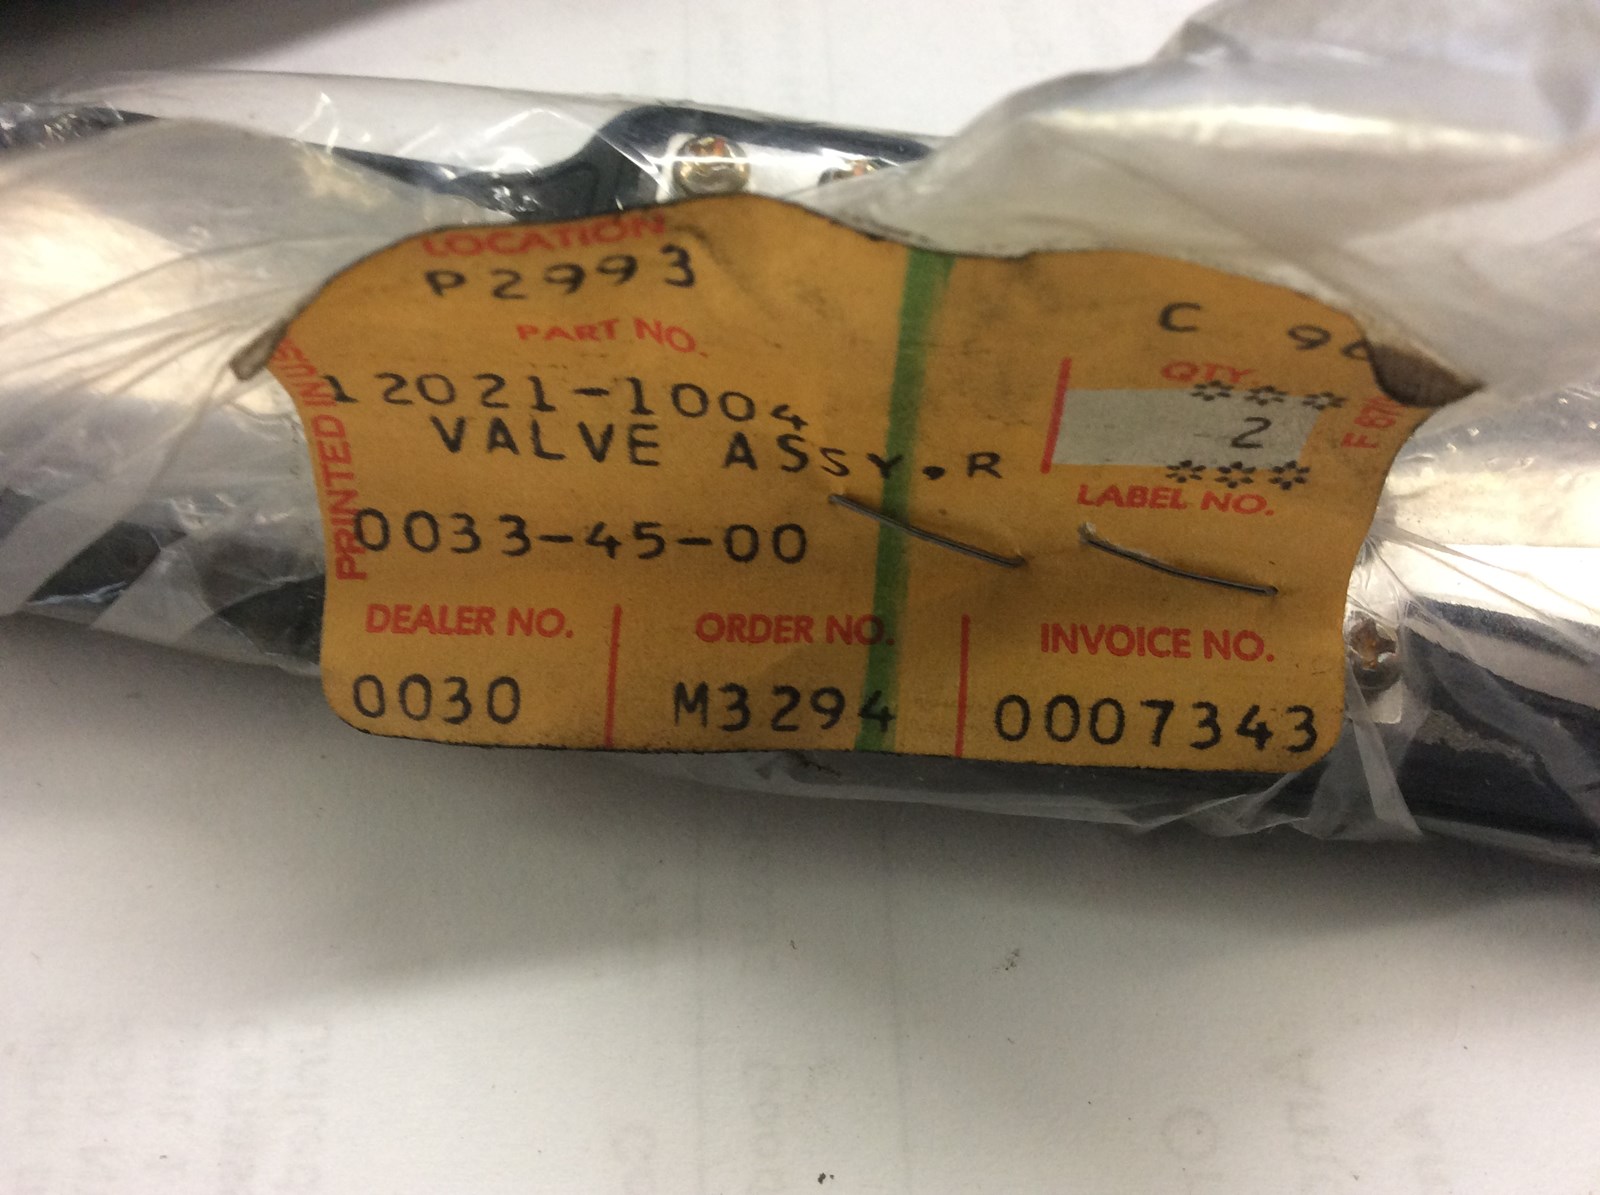 LOCATION
P2993
C
PART NO.
QTY.
12021-1004
***
2
***
VALVE ASSY,R
LABEL NO.
0033-45-00
PRINTED IN
DEALER NO.
ORDER NO.
INVOICE NO.
0030
M3294
0007343